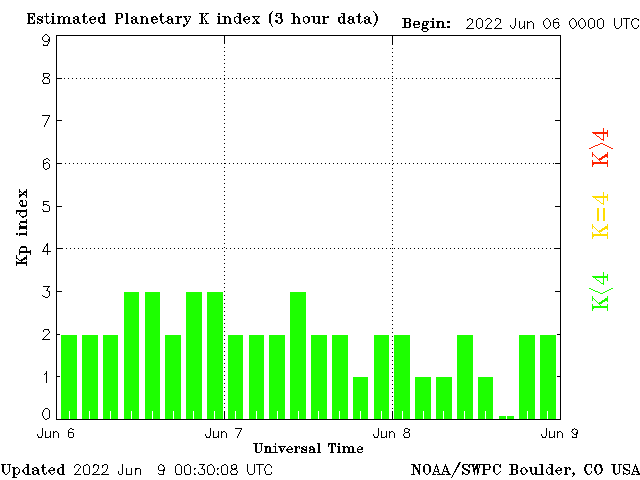 Estimated Planetary K index (3 hour data)
Begin: 2022 Jun 06 0000 UTC
9
8
7
6
5
4
3
2
1
0
Kp index
K>4
K=4
K<4
Jun 6
Jun 7
Jun 8
Jun 9
Universal Time
Updated 2022 Jun 9 00:30:08 UTC
NOAA/SWPC Boulder, CO USA